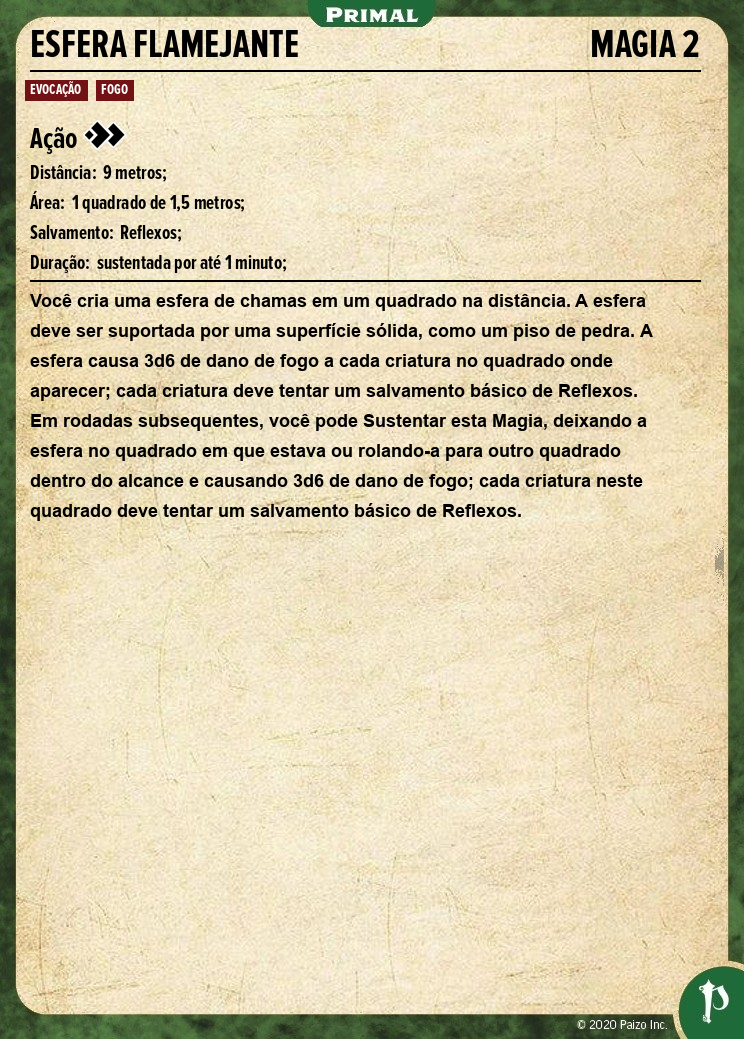 PRIMAL
ESFERA FLAMEJANTE MAGIA 2
EVOCAÇÃO FOGO
Ação
Distância: 9 metros;
Área: 1 quadrado de 1,5 metros;
Salvamento: Reflexos;
Duração: sustentada por até 1 minuto;
Você cria uma esfera de chamas em um quadrado na distância. A esfera
deve ser suportada por uma superfície sólida, como um piso de pedra. A
esfera causa 3d6 de dano de fogo a cada criatura no quadrado onde
aparecer; cada criatura deve tentar um salvamento básico de Reflexos.
Em rodadas subsequentes, você pode Sustentar esta Magia, deixando a
esfera no quadrado em que estava ou rolando-a para outro quadrado
dentro do alcance e causando 3d6 de dano de fogo; cada criatura neste
quadrado deve tentar um salvamento básico de Reflexos.
© 2020 Paizo Inc.
P